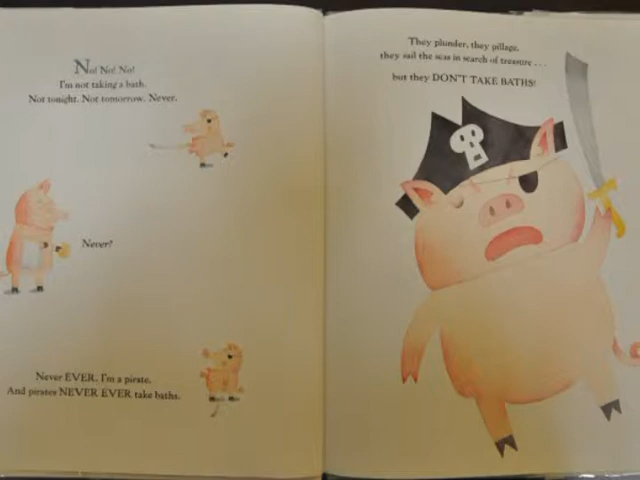 No! No! No!
I'm not taking a bath.
Not tonight. Not tomorrow. Never.
Never?
Never EVER. I'm a pirate.
And pirates NEVER EVER take baths.
They plunder, they pillage,
they sail the seas in search of treasure . . .
but they DON'T TAKE BATHS!